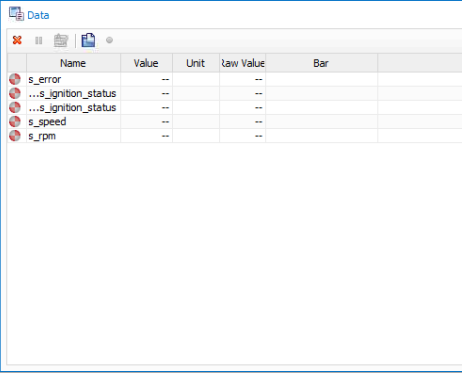 Data
Name Value Unit Raw Value Bar
s_error -- --
...s_ignition_status -- --
...s_ignition_status -- --
s_speed -- --
s_rpm -- --